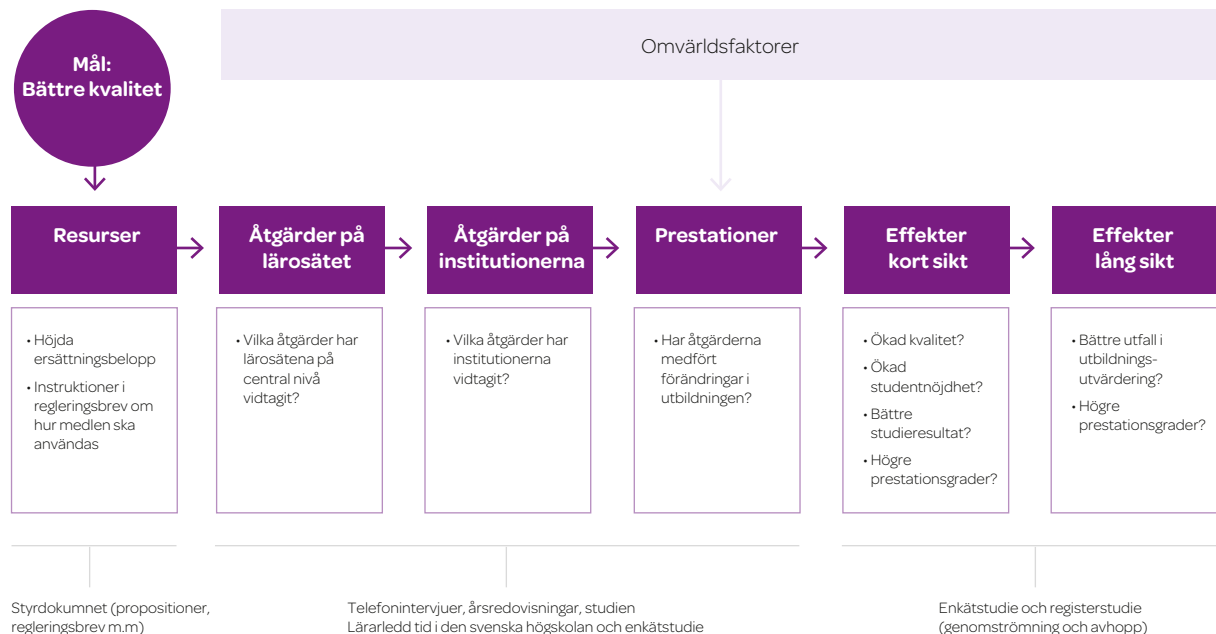 Mål:
Bättre kvalitet
Omvärldsfaktorer
Resurser
Åtgärder på
lärosätet
Åtgärder på
institutionerna
Prestationer
Effekter
kort sikt
Effekter
lång sikt
• Höjda
ersättningsbelopp
• Instruktioner i
regleringsbrev om
hur medlen ska
användas
• Vilka åtgärder har
lärosätena på
central nivå
vidtagit?
• Vilka åtgärder har
institutionerna
vidtagit?
• Har åtgärderna
medfört
förändringar i
utbildningen?
• Ökad kvalitet?
• Ökad
studentnöjdhet?
• Bättre
studieresultat?
• Högre
prestationsgrader?
• Bättre utfall i
utbildnings-
utvärdering?
• Högre
prestationsgrader?
Styrdokumnet (propositioner,
regleringsbrev m.m)
Telefonintervjuer, årsredovisningar, studien
Lärarledd tid i den svenska högskolan och enkätstudie
Enkätstudie och registerstudie
(genomströmning och avhopp)